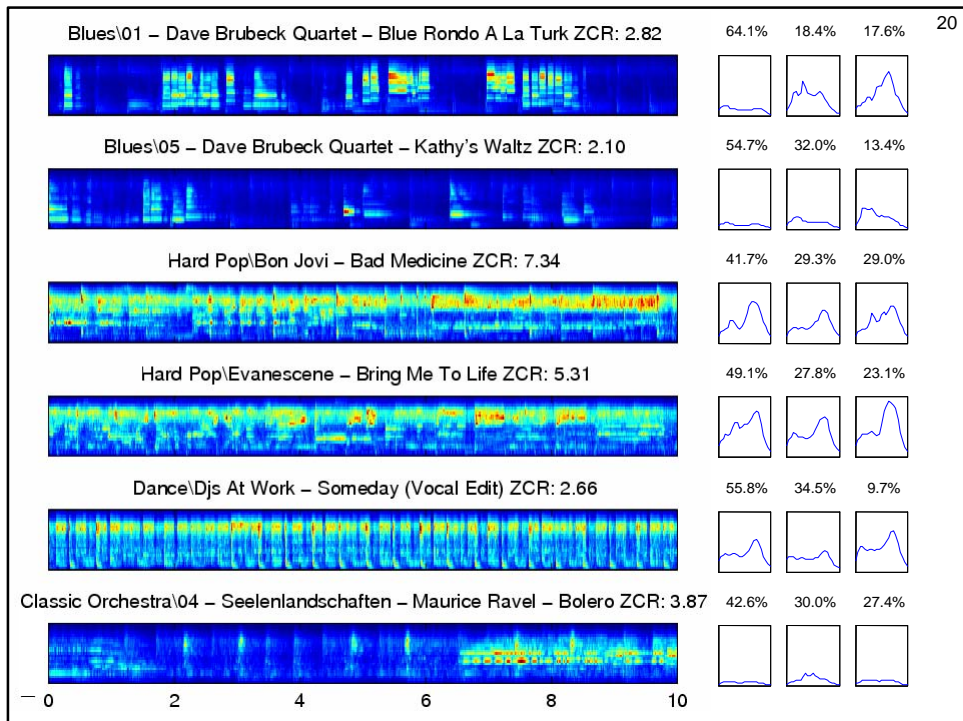 20
Blues\01 – Dave Brubeck Quartet – Blue Rondo A La Turk ZCR: 2.82
64.1% 18.4% 17.6%
Blues\05 – Dave Brubeck Quartet – Kathy's Waltz ZCR: 2.10
54.7% 32.0% 13.4%
Hard Pop\Bon Jovi – Bad Medicine ZCR: 7.34
41.7% 29.3% 29.0%
Hard Pop\Evanescene – Bring Me To Life ZCR: 5.31
49.1% 27.8% 23.1%
Dance\Djs At Work – Someday (Vocal Edit) ZCR: 2.66
55.8% 34.5% 9.7%
Classic Orchestra\04 – Seelenlandschaften – Maurice Ravel – Bolero ZCR: 3.87
42.6% 30.0% 27.4%
0 2 4 6 8 10